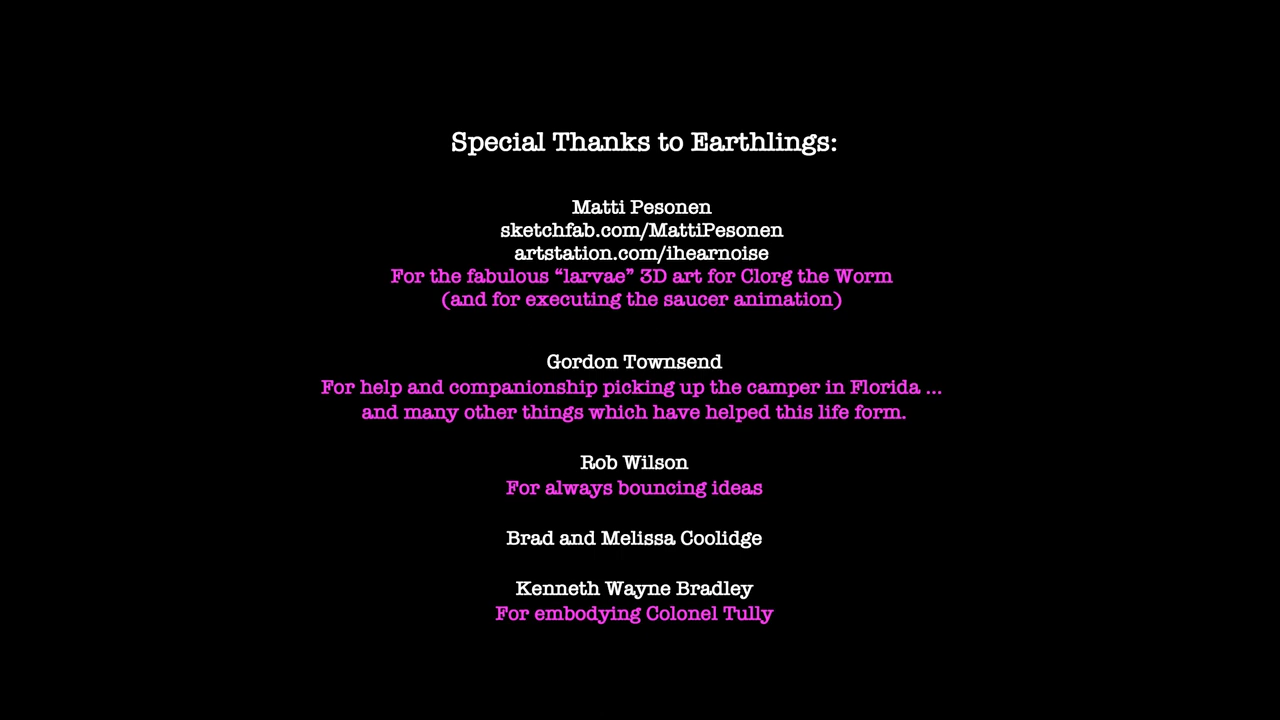 Special Thanks to Earthlings:
Matti Pesonen
sketchfab.com/MattiPesonen
artstation.com/ihearnoise
For the fabulous “larvae” 3D art for Clorg the Worm
(and for executing the saucer animation)
Gordon Townsend
For help and companionship picking up the camper in Florida ...
and many other things which have helped this life form.
Rob Wilson
For always bouncing ideas
Brad and Melissa Coolidge
Kenneth Wayne Bradley
For embodying Colonel Tully